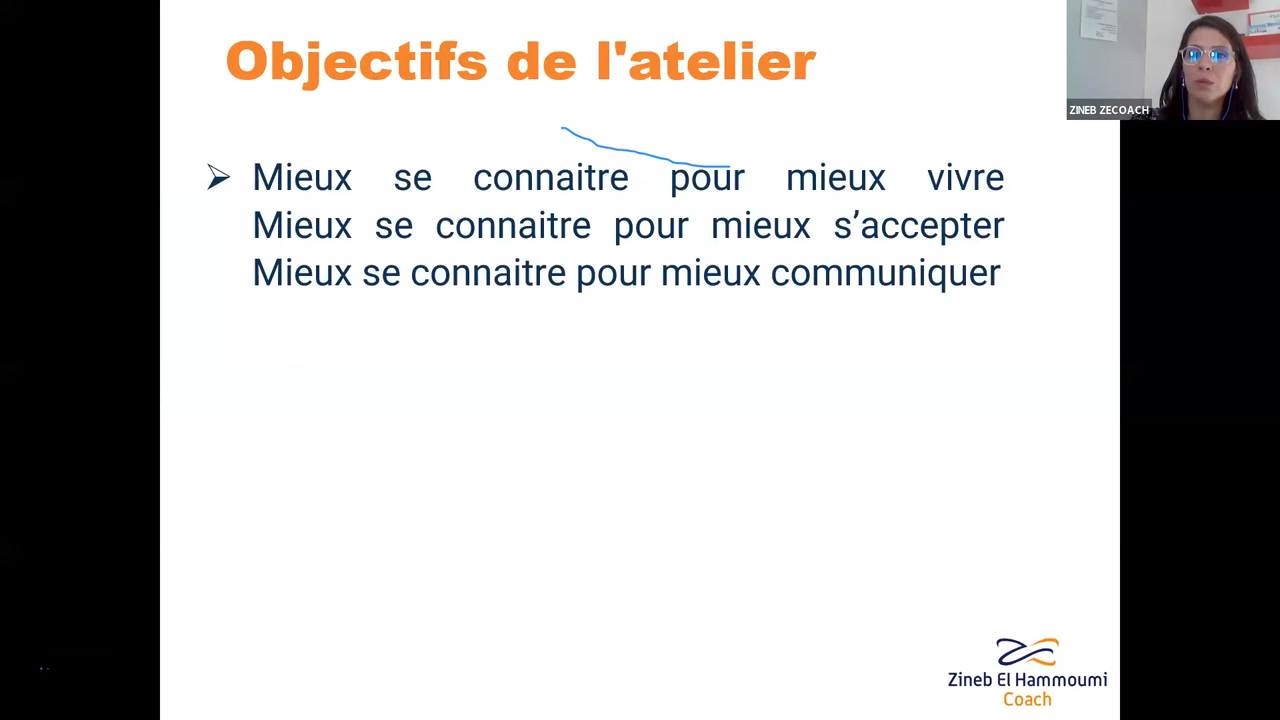 Objectifs de l'atelier
ZINEB ZECOACH
Mieux se connaitre pour mieux vivre
Mieux se connaitre pour mieux s’accepter
Mieux se connaitre pour mieux communiquer
Zineb El Hammoumi
Coach